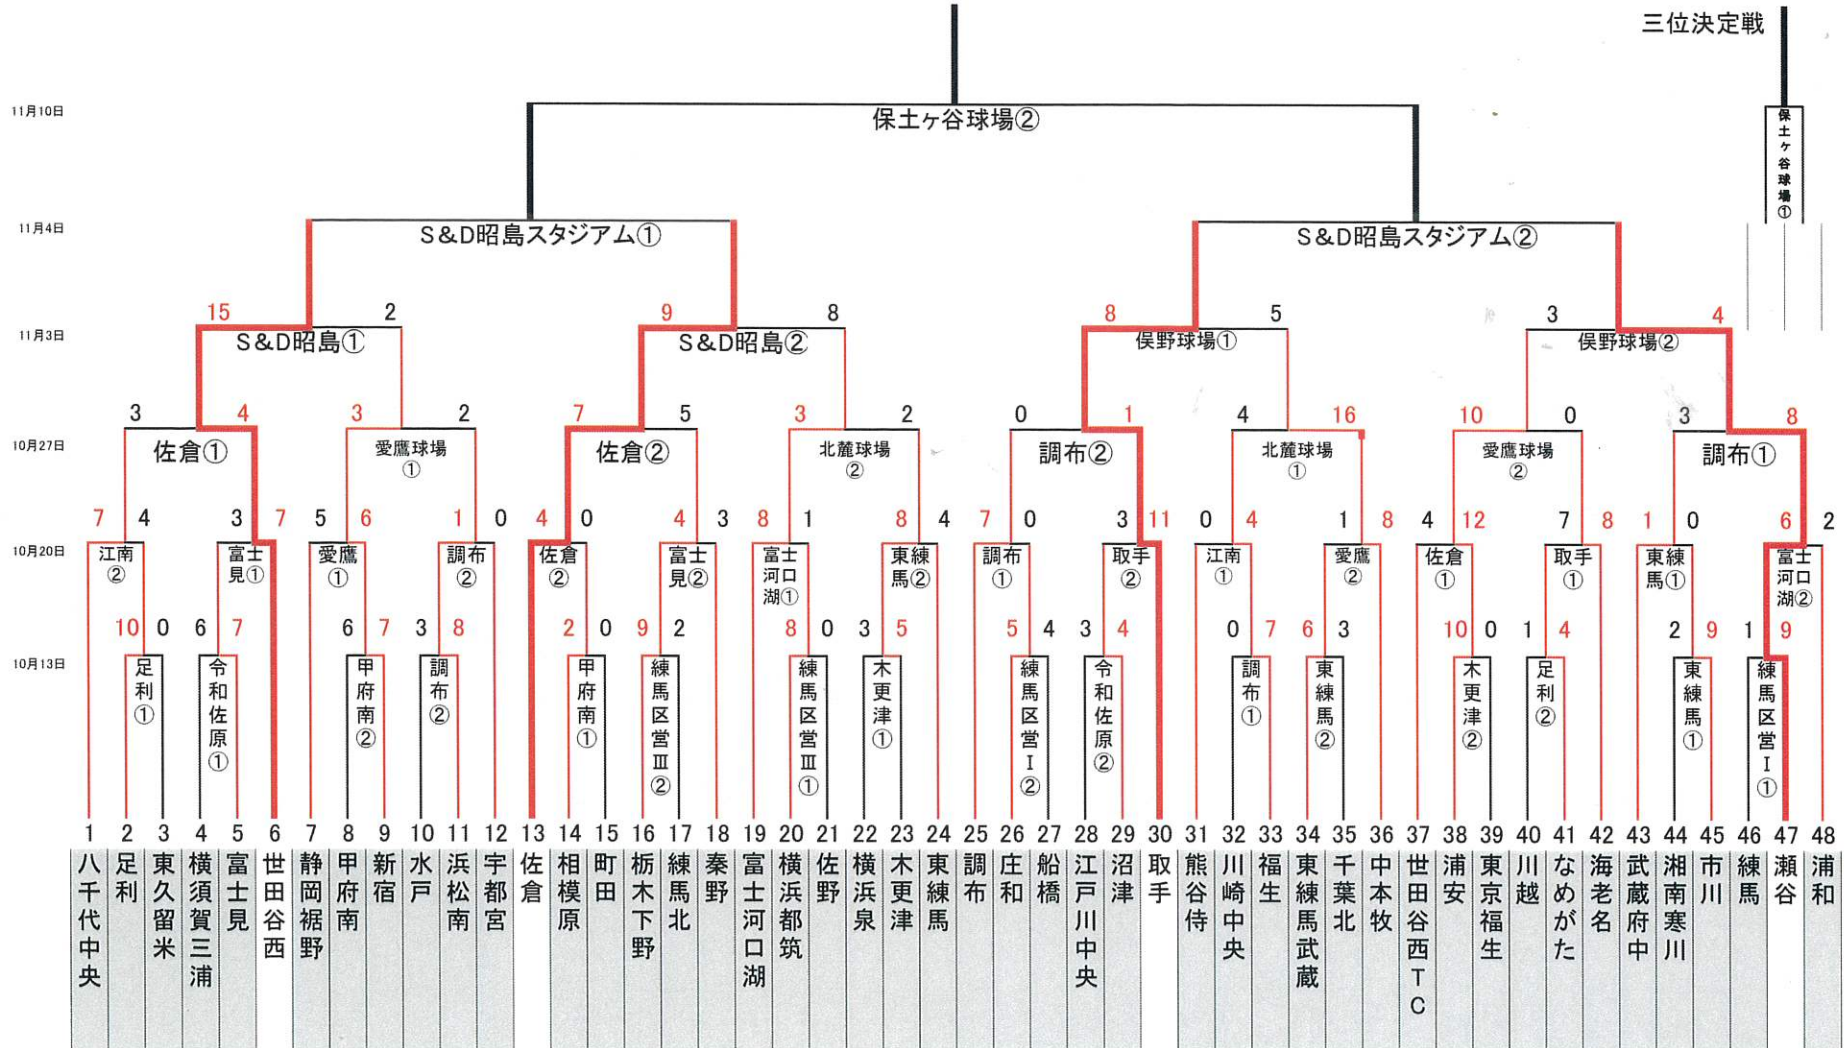 三位決定戦
11月10日
保土ヶ谷球場②
保土ヶ谷球場①
11月4日
S&D昭島スタジアム①
S&D昭島スタジアム②
15 2 9 8 8 5 3 4
11月3日
S&D昭島① S&D昭島② 俣野球場① 俣野球場②
3 4 3 2 7 5 3 2 0 1 4 16 10 0 3 8
10月27日
佐倉① 愛鷹球場① 佐倉② 北麓球場② 調布② 北麓球場① 愛鷹球場② 調布①
7 4 3 7 5 6 1 0 4 0 4 3 8 1 8 4 7 0 3 11 0 4 1 8 4 12 7 8 1 0 6 2
10月20日
江南② 富士見① 愛鷹① 調布② 佐倉② 富士見② 富士河口湖① 東練馬② 調布① 取手② 江南① 愛鷹② 佐倉① 取手① 東練馬① 富士河口湖②
10 0 6 7 6 7 3 8 2 0 9 2 8 0 3 5 5 4 3 4 0 7 6 3 10 0 1 4 2 9 1 9
10月13日
足利① 令和佐原① 甲府南② 調布② 甲府南① 練馬区営Ⅲ② 練馬区営Ⅲ① 木更津① 練馬区営Ⅰ② 令和佐原② 調布① 東練馬② 木更津② 足利② 東練馬① 練馬区営Ⅰ①
1 2 3 4 5 6 7 8 9 10 11 12 13 14 15 16 17 18 19 20 21 22 23 24 25 26 27 28 29 30 31 32 33 34 35 36 37 38 39 40 41 42 43 44 45 46 47 48
八千代中央
足利
東久留米
横須賀三浦
富士見
世田谷西
静岡裾野
甲府南
新宿
水戸
浜松南
宇都宮
佐倉
相模原
町田
栃木下野
練馬北
秦野
富士河口湖
横浜都筑
佐野
横浜泉
木更津
東練馬
調布
庄和
船橋
江戸川中央
沼津
取手
熊谷侍
川崎中央
福生
東練馬武蔵
千葉北
中本牧
世田谷西TC
浦安
東京福生
川越
なめがた
海老名
武蔵府中
湘南寒川
市川
練馬
瀬谷
浦和